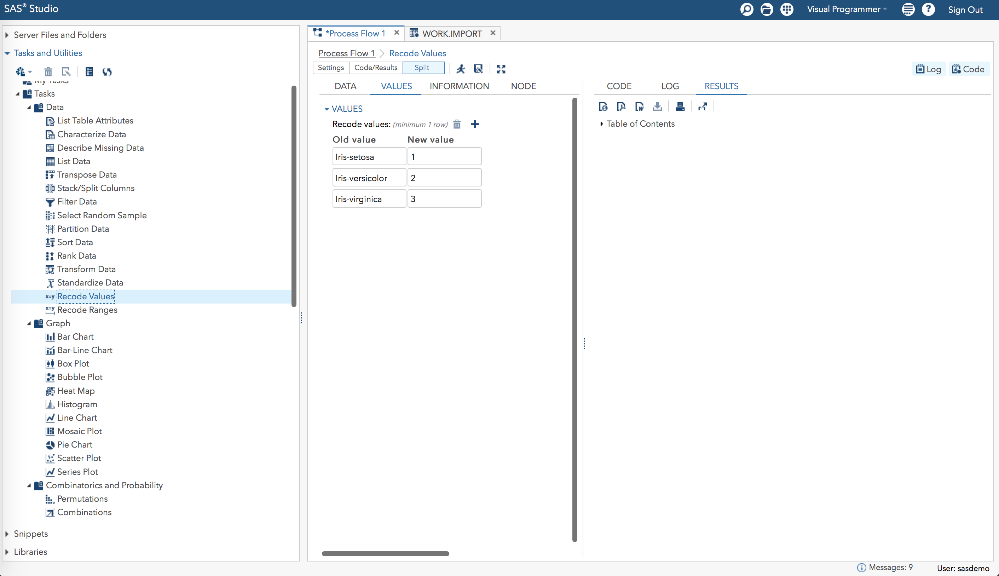 SAS® Studio
Visual Programmer
Sign Out
Server Files and Folders
Tasks and Utilities
My Tasks
Tasks
Data
List Table Attributes
Characterize Data
Describe Missing Data
List Data
Transpose Data
Stack/Split Columns
Filter Data
Select Random Sample
Partition Data
Sort Data
Rank Data
Transform Data
Standardize Data
x=y Recode Values
x=y Recode Ranges
Graph
Bar Chart
Bar-Line Chart
Box Plot
Bubble Plot
Heat Map
Histogram
Line Chart
Mosaic Plot
Pie Chart
Scatter Plot
Series Plot
Combinatorics and Probability
Permutations
Combinations
Snippets
Libraries
*Process Flow 1
WORK.IMPORT
Process Flow 1 Recode Values
Settings Code/Results Split
Log Code
DATA VALUES INFORMATION NODE
VALUES
Recode values: (minimum 1 row)
Old value New value
Iris-setosa 1
Iris-versicolor 2
Iris-virginica 3
CODE LOG RESULTS
Table of Contents
Messages: 9
User: sasdemo